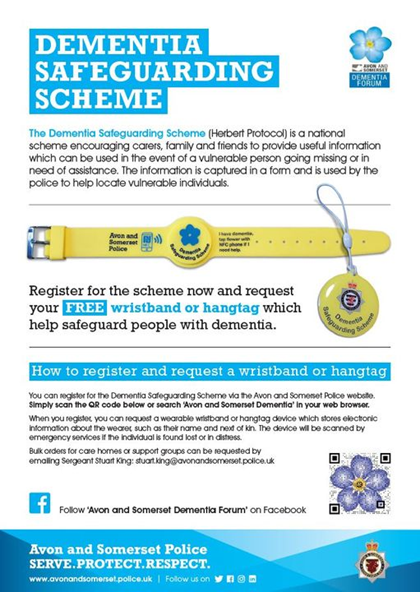 DEMENTIA
SAFEGUARDING
SCHEME
AVON AND
SOMERSET
DEMENTIA
FORUM
The Dementia Safeguarding Scheme (Herbert Protocol) is a national
scheme encouraging carers, family and friends to provide useful information
which can be used in the event of a vulnerable person going missing or in
need of assistance. The information is captured in a form and is used by the
police to help locate vulnerable individuals.
Avon and
Somerset
Police
Dementia
Safeguarding Scheme
I have dementia,
tap flower with
NFC phone if I
need help.
Dementia
Safeguarding Scheme
Register for the scheme now and request
your FREE wristband or hangtag which
help safeguard people with dementia.
How to register and request a wristband or hangtag
You can register for the Dementia Safeguarding Scheme via the Avon and Somerset Police website.
Simply scan the QR code below or search 'Avon and Somerset Dementia' in your web browser.
When you register, you can request a wearable wristband or hangtag device which stores electronic
information about the wearer, such as their name and next of kin. The device will be scanned by
emergency services if the individual is found lost or in distress.
Bulk orders for care homes or support groups can be requested by
emailing Sergeant Stuart King: stuart.king@avonandsomerset.police.uk
Follow 'Avon and Somerset Dementia Forum' on Facebook
Avon and Somerset Police
SERVE. PROTECT. RESPECT.
www.avonandsomerset.police.uk | Follow us on